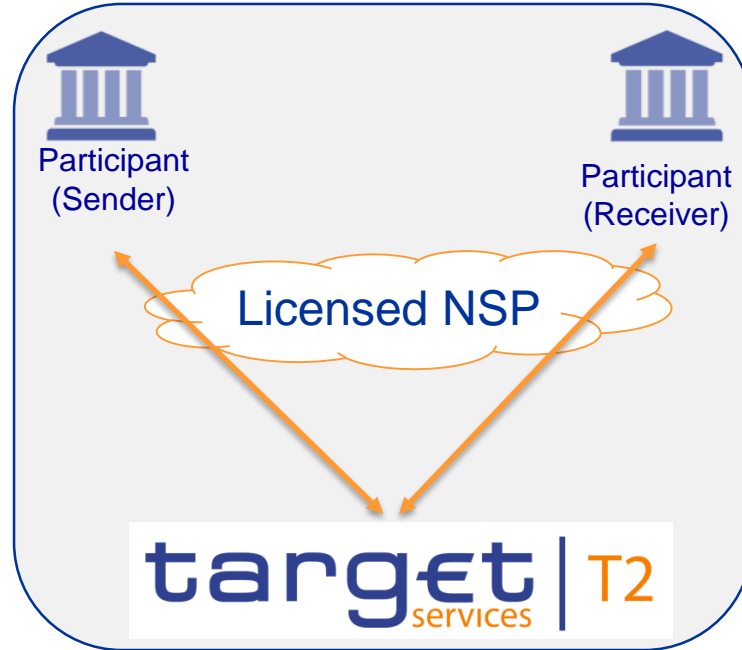 Participant
(Sender)
Participant
(Receiver)
Licensed NSP
target T2
services